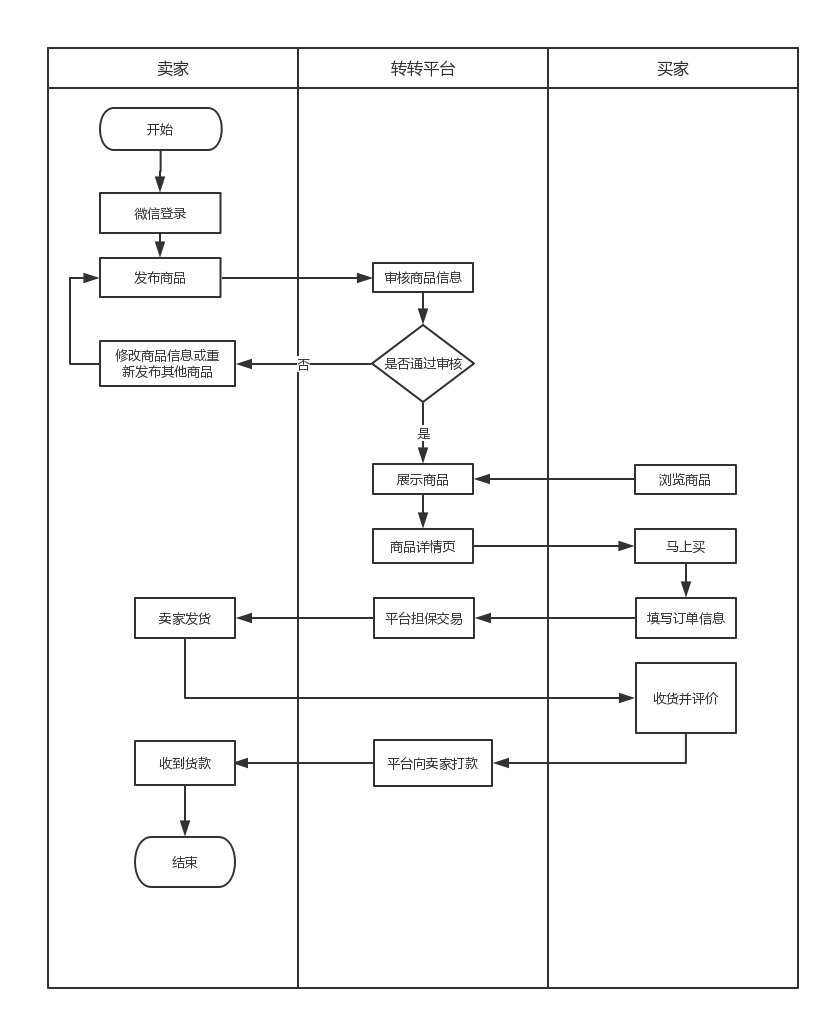 卖家
转转平台
买家
开始
微信登录
发布商品
审核商品信息
修改商品信息或重
新发布其他商品
否
是否通过审核
是
展示商品
浏览商品
商品详情页
马上买
卖家发货
平台担保交易
填写订单信息
收货并评价
收到货款
平台向卖家打款
结束